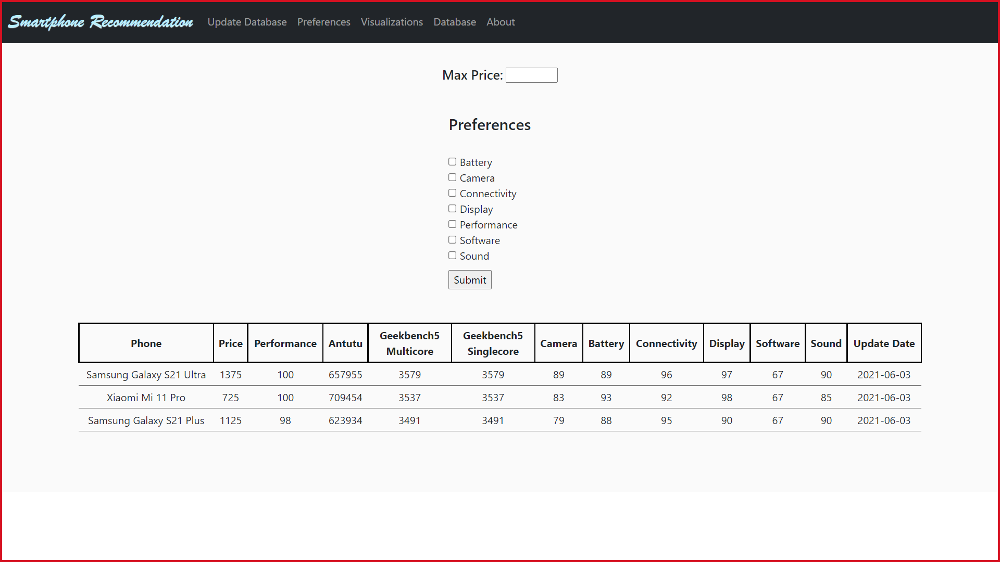 Smartphone Recommendation Update Database Preferences Visualizations Database About
Max Price:
Preferences
Battery
Camera
Connectivity
Display
Performance
Software
Sound
Submit
Phone Price Performance Antutu Geekbench5 Multicore Geekbench5 Singlecore Camera Battery Connectivity Display Software Sound Update Date
Samsung Galaxy S21 Ultra 1375 100 657955 3579 3579 89 89 96 97 67 90 2021-06-03
Xiaomi Mi 11 Pro 725 100 709454 3537 3537 83 93 92 98 67 85 2021-06-03
Samsung Galaxy S21 Plus 1125 98 623934 3491 3491 79 88 95 90 67 90 2021-06-03